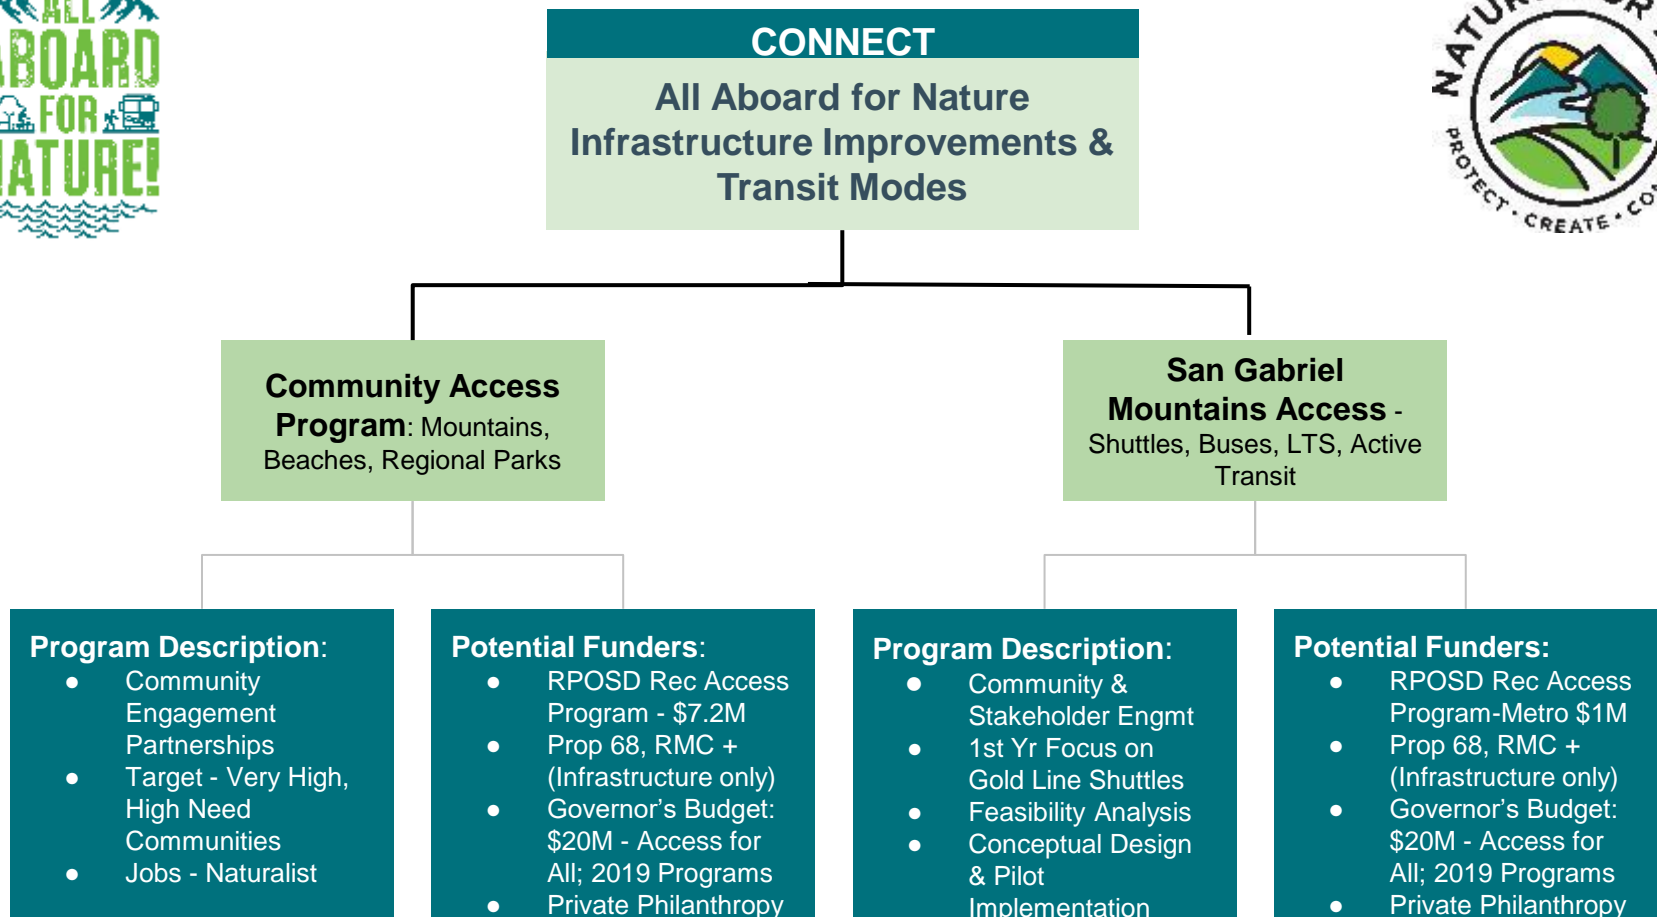 ALL
ABOARD
FOR
NATURE!
CONNECT
All Aboard for Nature
Infrastructure Improvements &
Transit Modes
PROTECT · CREATE ·
Community Access
Program: Mountains,
Beaches, Regional Parks
San Gabriel
Mountains Access -
Shuttles, Buses, LTS, Active
Transit
Program Description:
● Community
Engagement
Partnerships
● Target - Very High,
High Need
Communities
● Jobs - Naturalist
Potential Funders:
● RPOSD Rec Access
Program - $7.2M
● Prop 68, RMC +
(Infrastructure only)
● Governor’s Budget:
$20M - Access for
All; 2019 Programs
● Private Philanthropy
Program Description:
● Community &
Stakeholder Engmt
● 1st Yr Focus on
Gold Line Shuttles
● Feasibility Analysis
● Conceptual Design
& Pilot
Implementation
Potential Funders:
● RPOSD Rec Access
Program-Metro $1M
● Prop 68, RMC +
(Infrastructure only)
● Governor’s Budget:
$20M - Access for
All; 2019 Programs
● Private Philanthropy